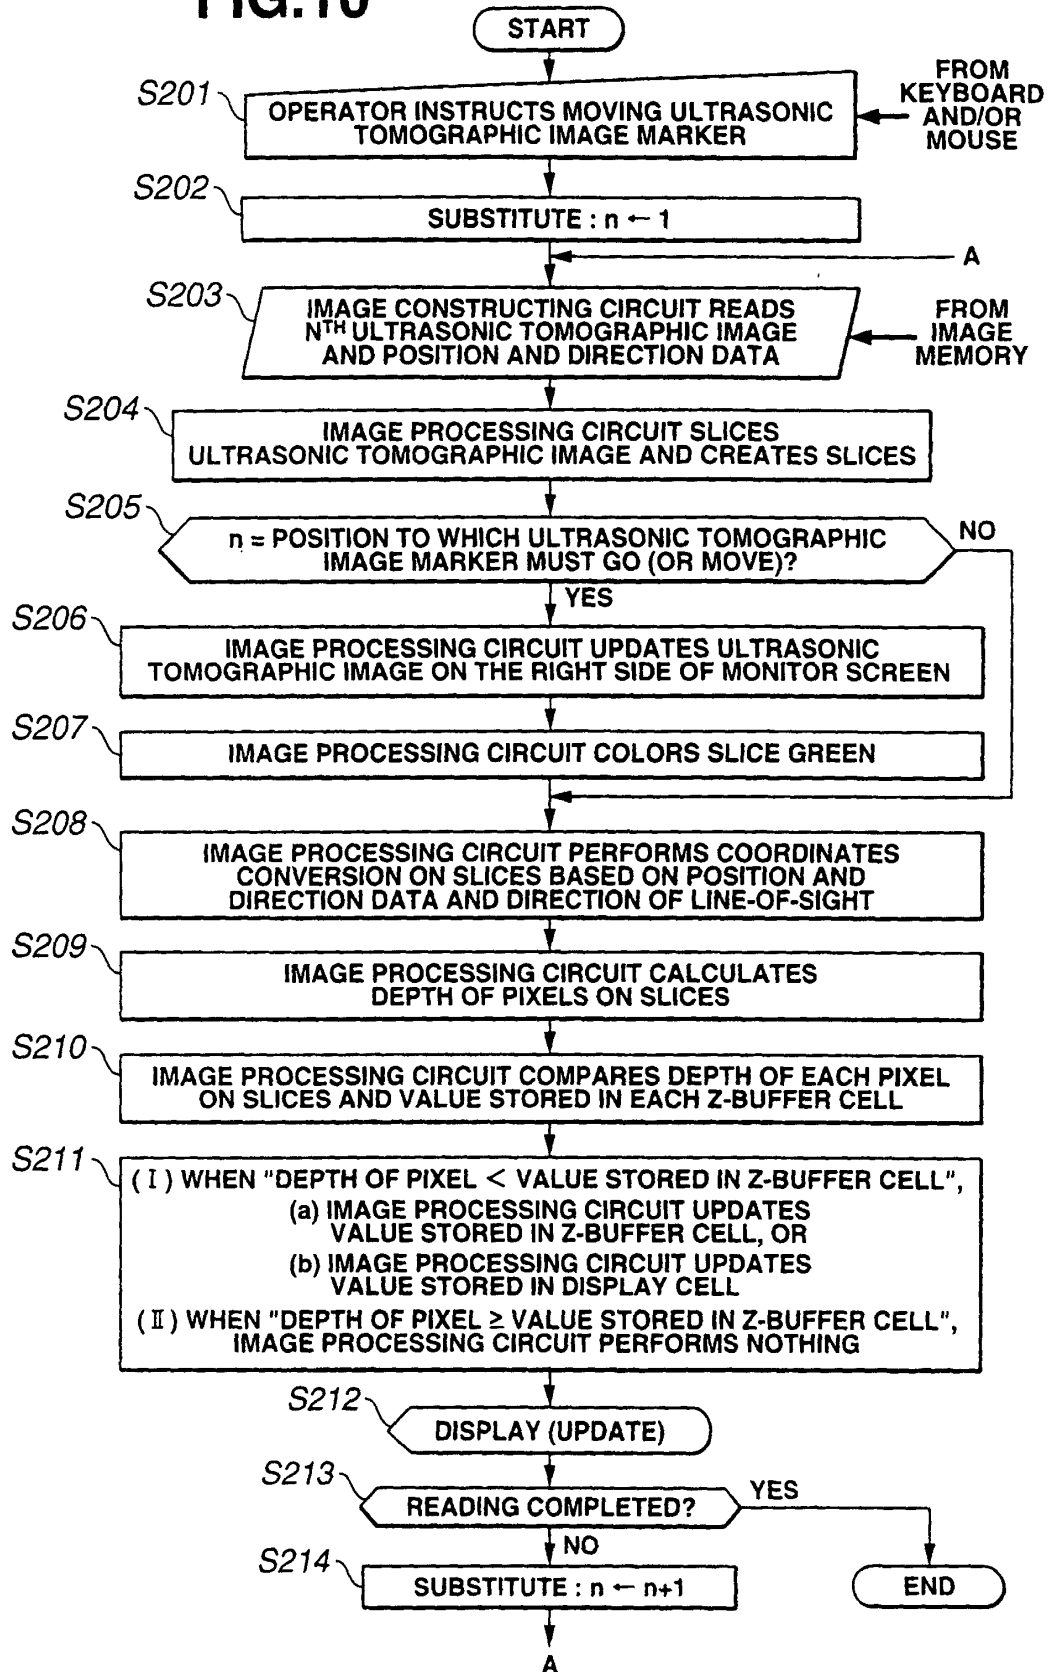 FIG.10
START
S201
OPERATOR INSTRUCTS MOVING ULTRASONIC
TOMOGRAPHIC IMAGE MARKER
FROM
KEYBOARD
AND/OR
MOUSE
S202
SUBSTITUTE : n ← 1
A
S203
IMAGE CONSTRUCTING CIRCUIT READS
NTH ULTRASONIC TOMOGRAPHIC IMAGE
AND POSITION AND DIRECTION DATA
FROM
IMAGE
MEMORY
S204
IMAGE PROCESSING CIRCUIT SLICES
ULTRASONIC TOMOGRAPHIC IMAGE AND CREATES SLICES
S205
n = POSITION TO WHICH ULTRASONIC TOMOGRAPHIC
IMAGE MARKER MUST GO (OR MOVE)?
NO
YES
S206
IMAGE PROCESSING CIRCUIT UPDATES ULTRASONIC
TOMOGRAPHIC IMAGE ON THE RIGHT SIDE OF MONITOR SCREEN
S207
IMAGE PROCESSING CIRCUIT COLORS SLICE GREEN
S208
IMAGE PROCESSING CIRCUIT PERFORMS COORDINATES
CONVERSION ON SLICES BASED ON POSITION AND
DIRECTION DATA AND DIRECTION OF LINE-OF-SIGHT
S209
IMAGE PROCESSING CIRCUIT CALCULATES
DEPTH OF PIXELS ON SLICES
S210
IMAGE PROCESSING CIRCUIT COMPARES DEPTH OF EACH PIXEL
ON SLICES AND VALUE STORED IN EACH Z-BUFFER CELL
S211
(Ⅰ) WHEN "DEPTH OF PIXEL < VALUE STORED IN Z-BUFFER CELL",
(a) IMAGE PROCESSING CIRCUIT UPDATES
VALUE STORED IN Z-BUFFER CELL, OR
(b) IMAGE PROCESSING CIRCUIT UPDATES
VALUE STORED IN DISPLAY CELL
(Ⅱ) WHEN "DEPTH OF PIXEL ≥ VALUE STORED IN Z-BUFFER CELL",
IMAGE PROCESSING CIRCUIT PERFORMS NOTHING
S212
DISPLAY (UPDATE)
S213
READING COMPLETED?
YES
NO
S214
SUBSTITUTE : n ← n+1
END
A